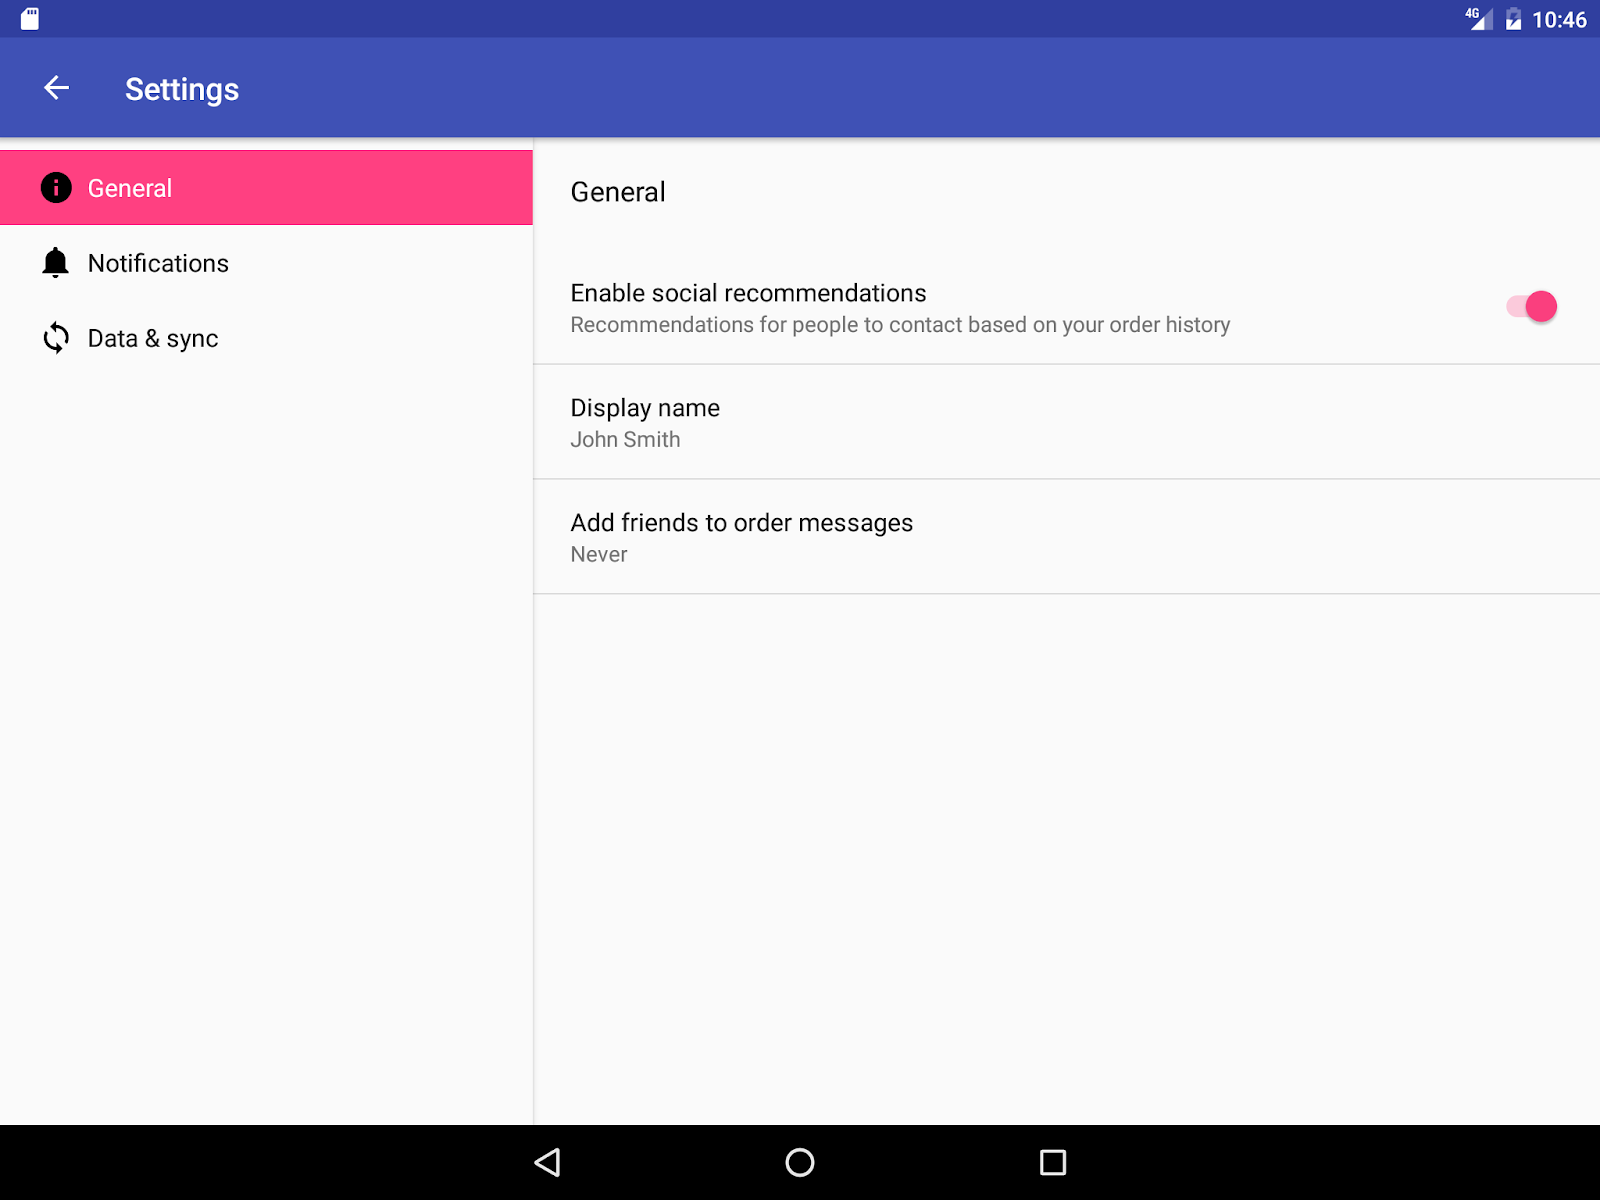 4G 10:46
Settings
General
Notifications
Data & sync
General
Enable social recommendations
Recommendations for people to contact based on your order history
Display name
John Smith
Add friends to order messages
Never